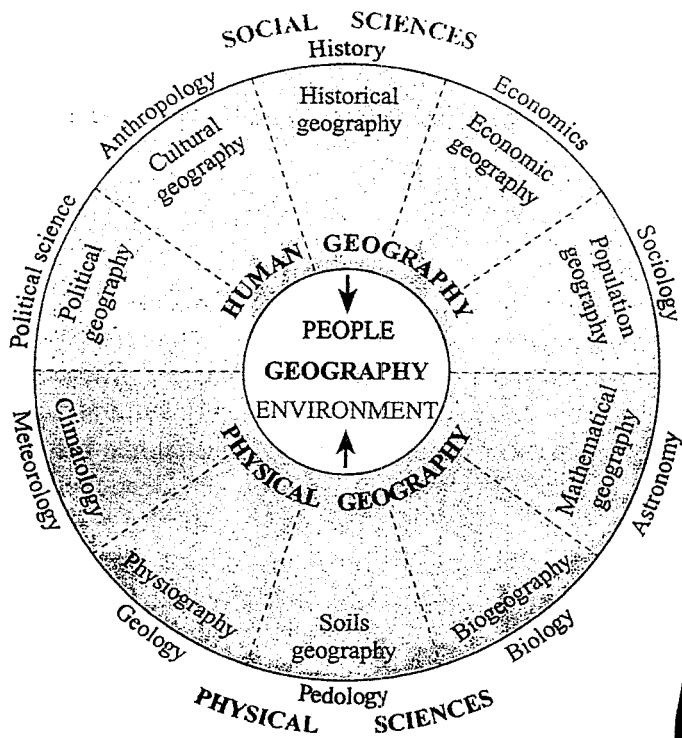 SOCIAL SCIENCES
History
Anthropology
Economics
Political science
Sociology
Historical
geography
Cultural
geography
Economic
geography
Political
geography
Population
geography
HUMAN GEOGRAPHY
PEOPLE
GEOGRAPHY
ENVIRONMENT
PHYSICAL GEOGRAPHY
Climatology
Mathematical
geography
Physiography
Soils
geography
Biogeography
Meteorology
Astronomy
Geology
Pedology
Biology
PHYSICAL SCIENCES